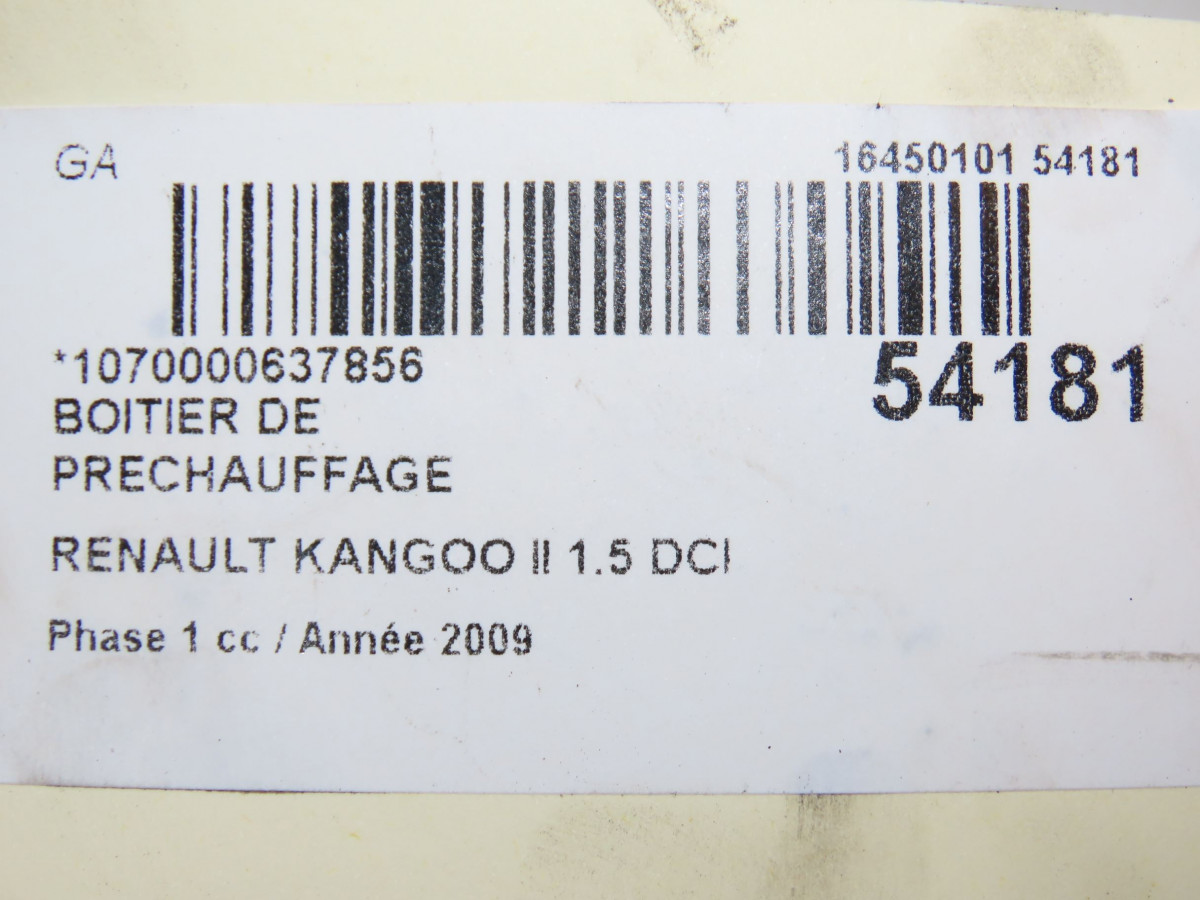 GA
16450101 54181
*1070000637856
54181
BOITIER DE
PRECHAUFFAGE
RENAULT KANGOO II 1.5 DCI
Phase 1 cc / Année 2009